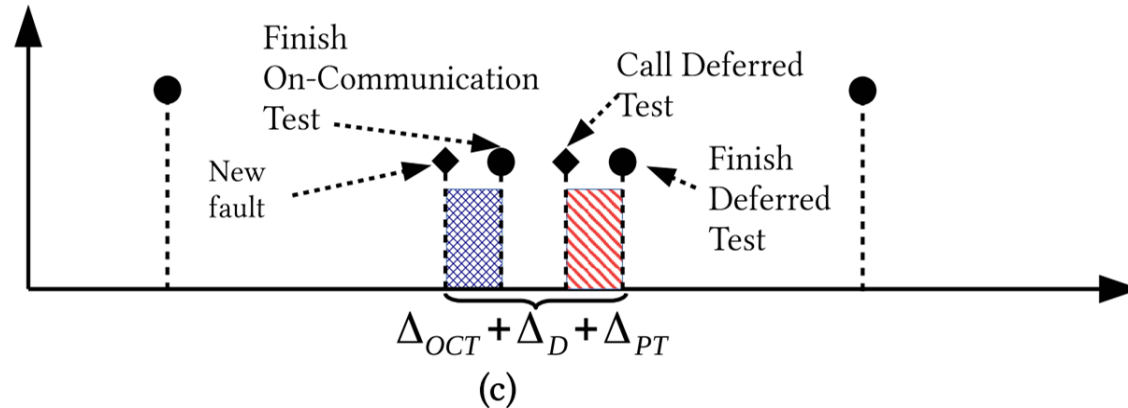 Finish
On-Communication
Test
New
fault
Call Deferred
Test
Finish
Deferred
Test
Δ_OCT + Δ_D + Δ_PT
(c)